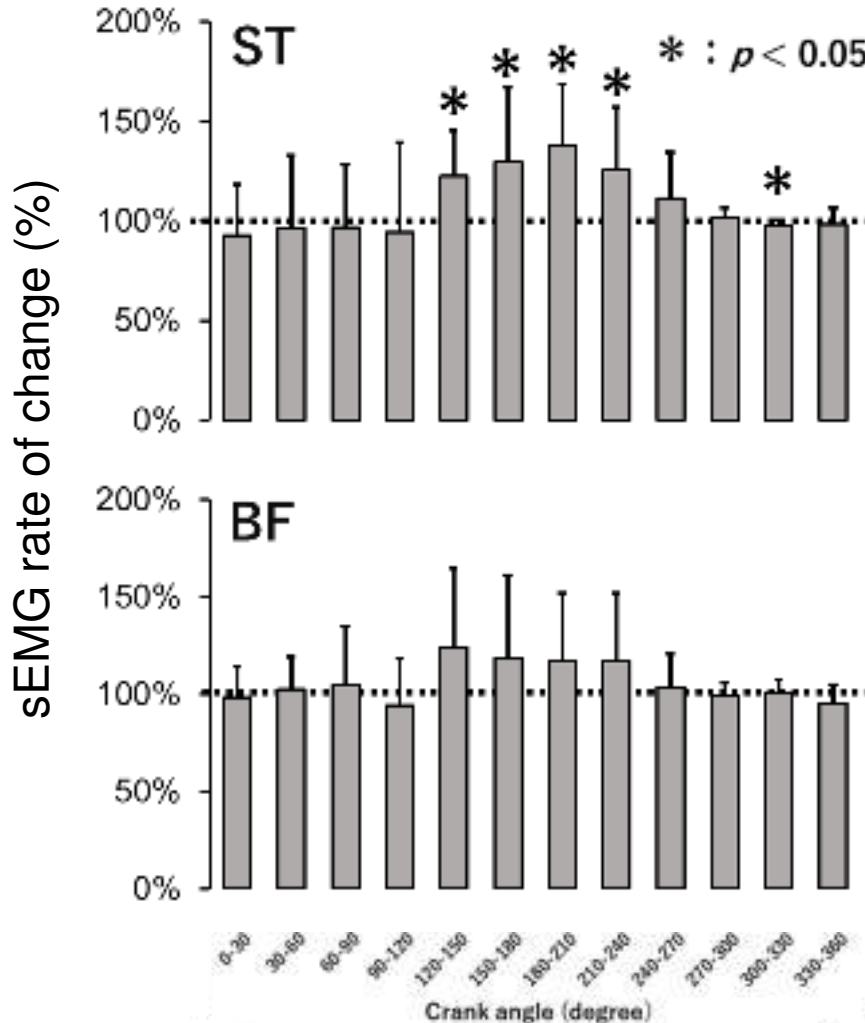 sEMG rate of change (%)
ST
* : p < 0.05
200%
* * * *
150%
*
100%
50%
0%
BF
200%
150%
100%
50%
0%
0-30 30-60 60-90 90-120 120-150 150-180 180-210 210-240 240-270 270-300 300-330 330-360
Crank angle (degree)